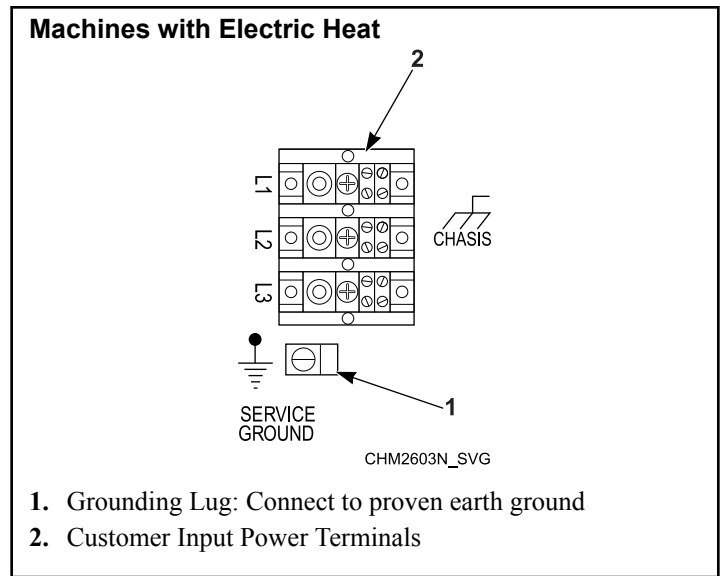 Machines with Electric Heat
2
L1
L2
L3
CHASIS
SERVICE
GROUND
1
CHM2603N_SVG
1. Grounding Lug: Connect to proven earth ground
2. Customer Input Power Terminals